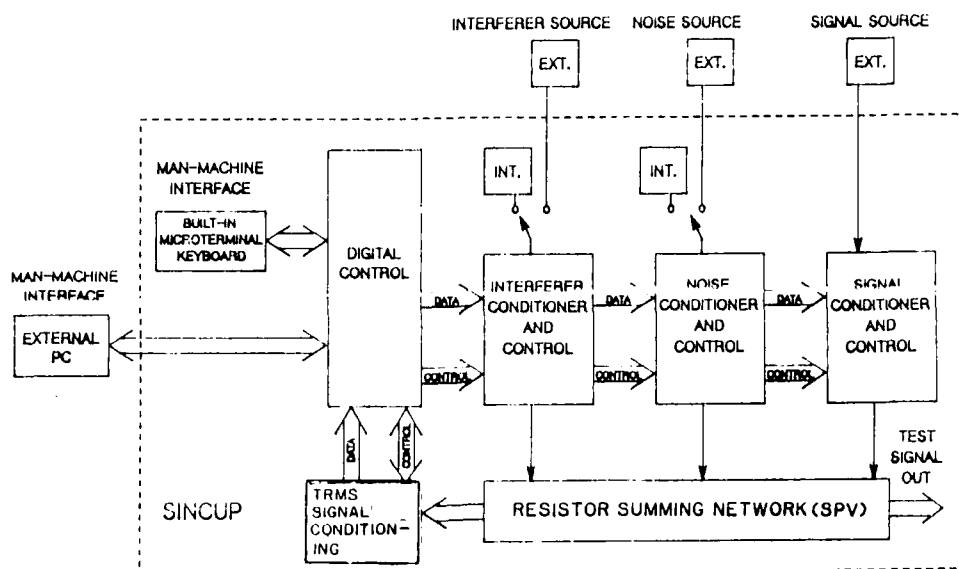 INTERFERER SOURCE
NOISE SOURCE
SIGNAL SOURCE
EXT.
EXT.
EXT.
MAN-MACHINE
INTERFACE
INT.
INT.
BUILT-IN
MICROTERMINAL
KEYBOARD
DIGITAL
CONTROL
MAN-MACHINE
INTERFACE
EXTERNAL
PC
INTERFERER
CONDITIONER
AND
CONTROL
NOISE
CONDITIONER
AND
CONTROL
SIGNAL
CONDITIONER
AND
CONTROL
DATA
DATA
DATA
CONTROL
CONTROL
CONTROL
DATA
CONTROL
TEST
SIGNAL
OUT
SINCUP
TRMS
SIGNAL
CONDITION-
ING
RESISTOR SUMMING NETWORK (SPV)